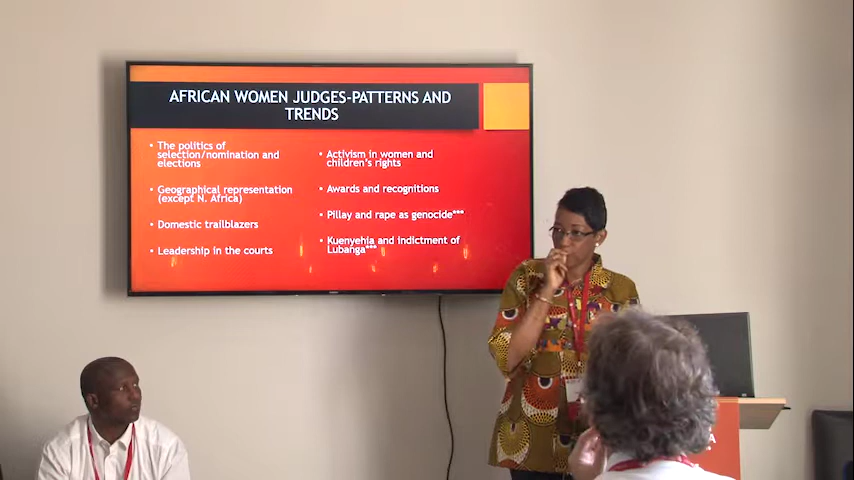 AFRICAN WOMEN JUDGES-PATTERNS AND
TRENDS
• The politics of
selection/nomination and
elections
• Geographical representation
(except N. Africa)
• Domestic trailblazers
• Leadership in the courts
• Activism in women and
children's rights
• Awards and recognitions
• Pillay and rape as genocide***
• Kuenyehia and indictment of
Lubanga***